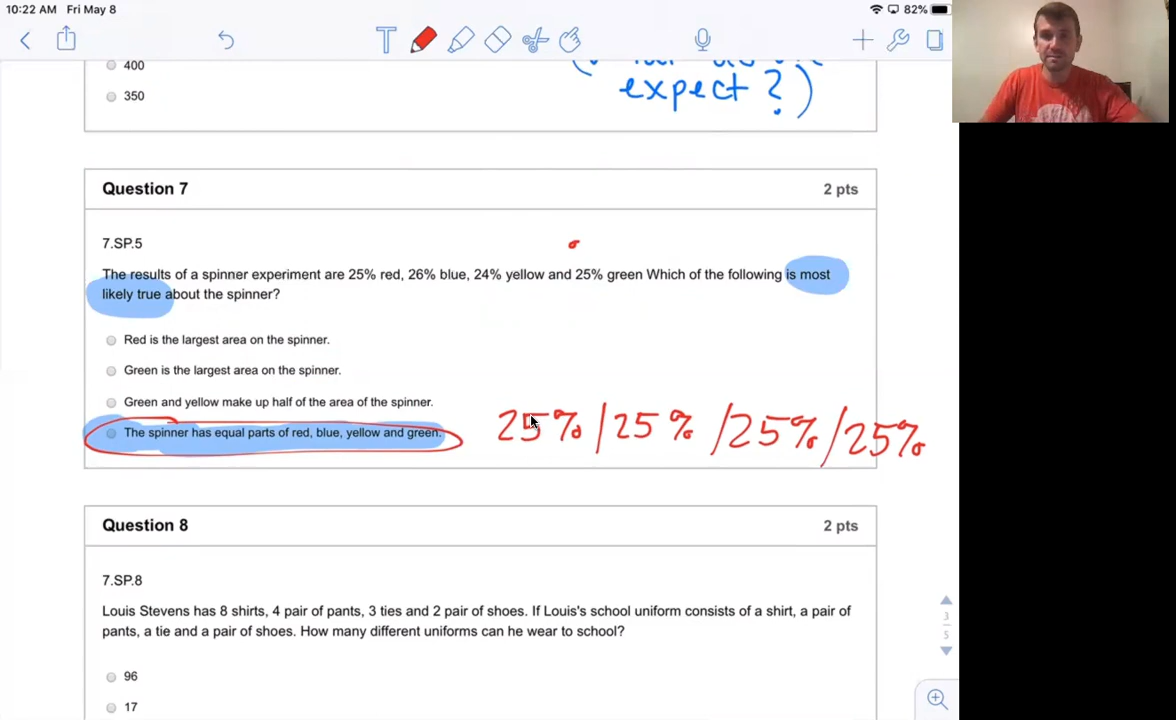 10:22 AM Fri May 8
82%
T
400
350
expect?)
Question 7
2 pts
7.SP.5
The results of a spinner experiment are 25% red, 26% blue, 24% yellow and 25% green Which of the following is most
likely true about the spinner?
Red is the largest area on the spinner.
Green is the largest area on the spinner.
Green and yellow make up half of the area of the spinner.
The spinner has equal parts of red, blue, yellow and green.
25% / 25% / 25% / 25%
Question 8
2 pts
7.SP.8
Louis Stevens has 8 shirts, 4 pair of pants, 3 ties and 2 pair of shoes. If Louis's school uniform consists of a shirt, a pair of
pants, a tie and a pair of shoes. How many different uniforms can he wear to school?
3
5
96
17